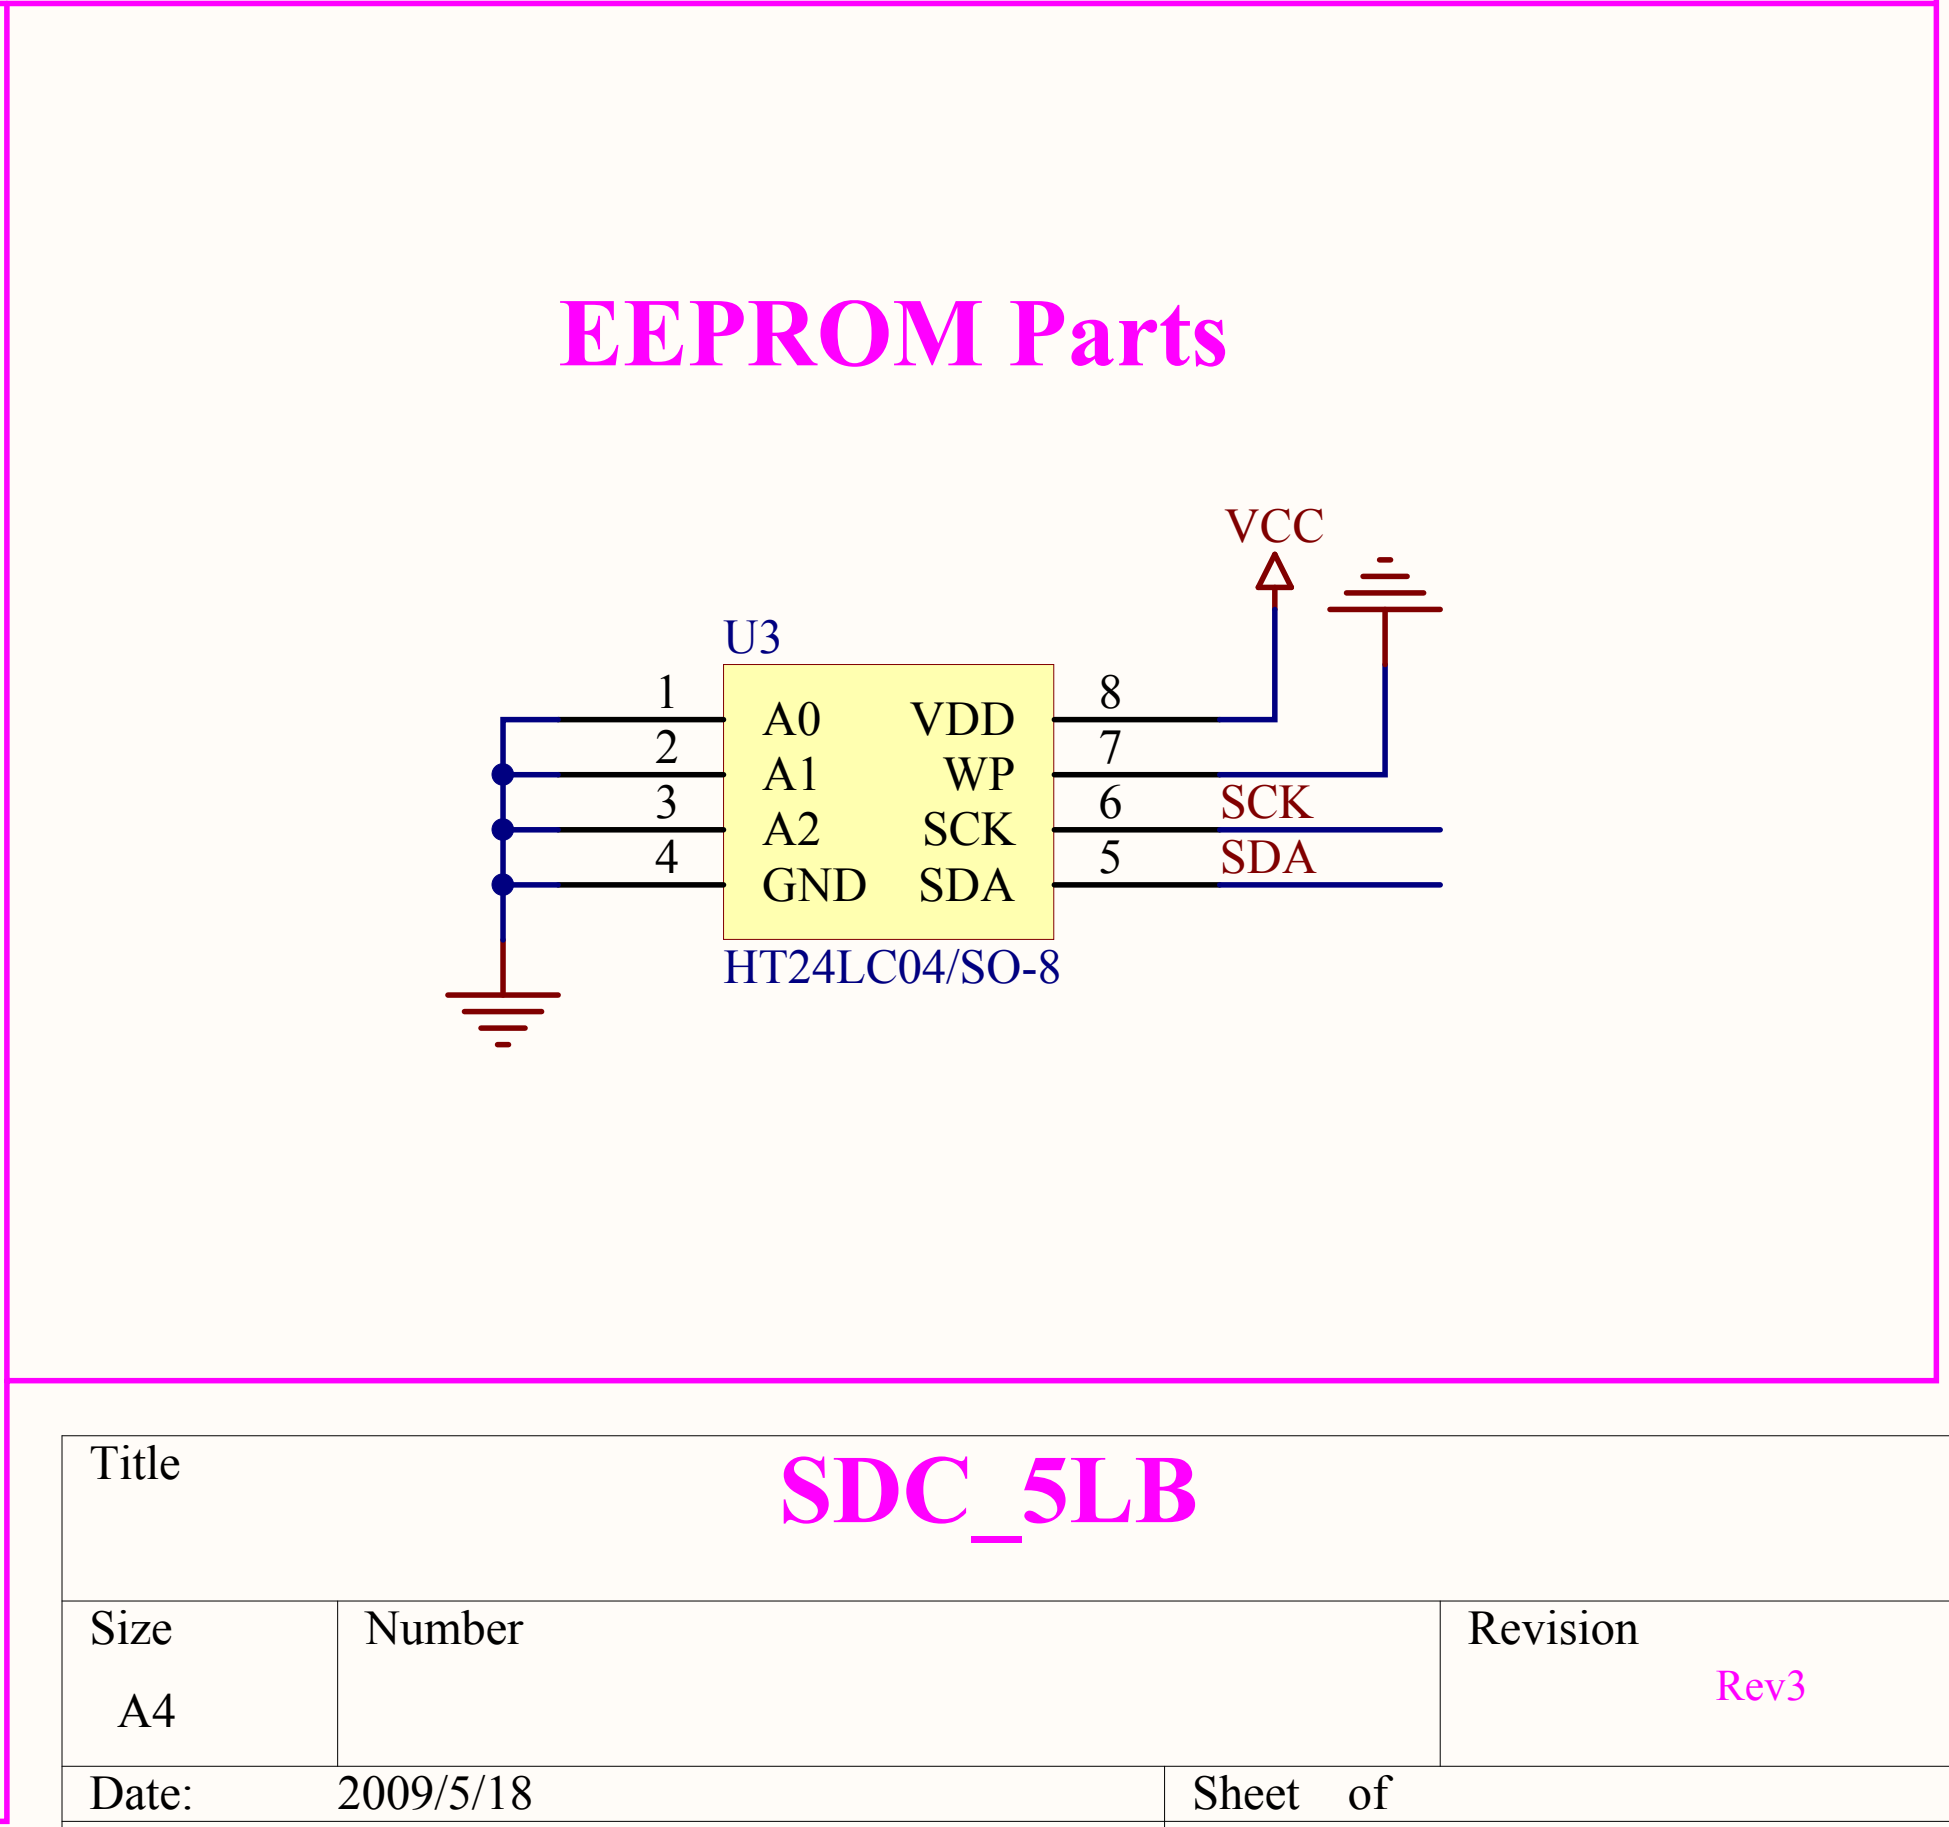 EEPROM Parts
VCC
U3
1 A0 VDD 8
2 A1 WP 7
3 A2 SCK 6 SCK
4 GND SDA 5 SDA
HT24LC04/SO-8
Title SDC_5LB
Size Number Revision
A4 Rev3
Date: 2009/5/18 Sheet of